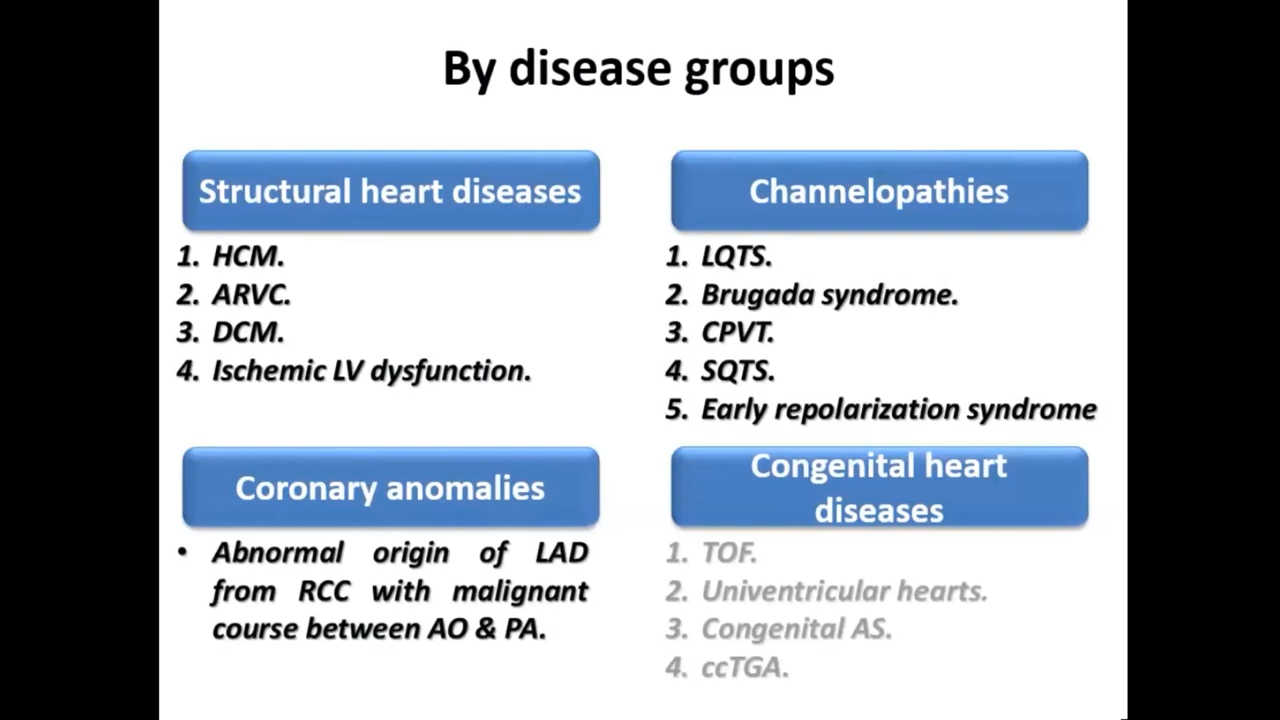 By disease groups
Structural heart diseases
1. HCM.
2. ARVC.
3. DCM.
4. Ischemic LV dysfunction.
Channelopathies
1. LQTS.
2. Brugada syndrome.
3. CPVT.
4. SQTS.
5. Early repolarization syndrome
Coronary anomalies
• Abnormal origin of LAD
from RCC with malignant
course between AO & PA.
Congenital heart
diseases
1. TOF.
2. Univentricular hearts.
3. Congenital AS.
4. ccTGA.